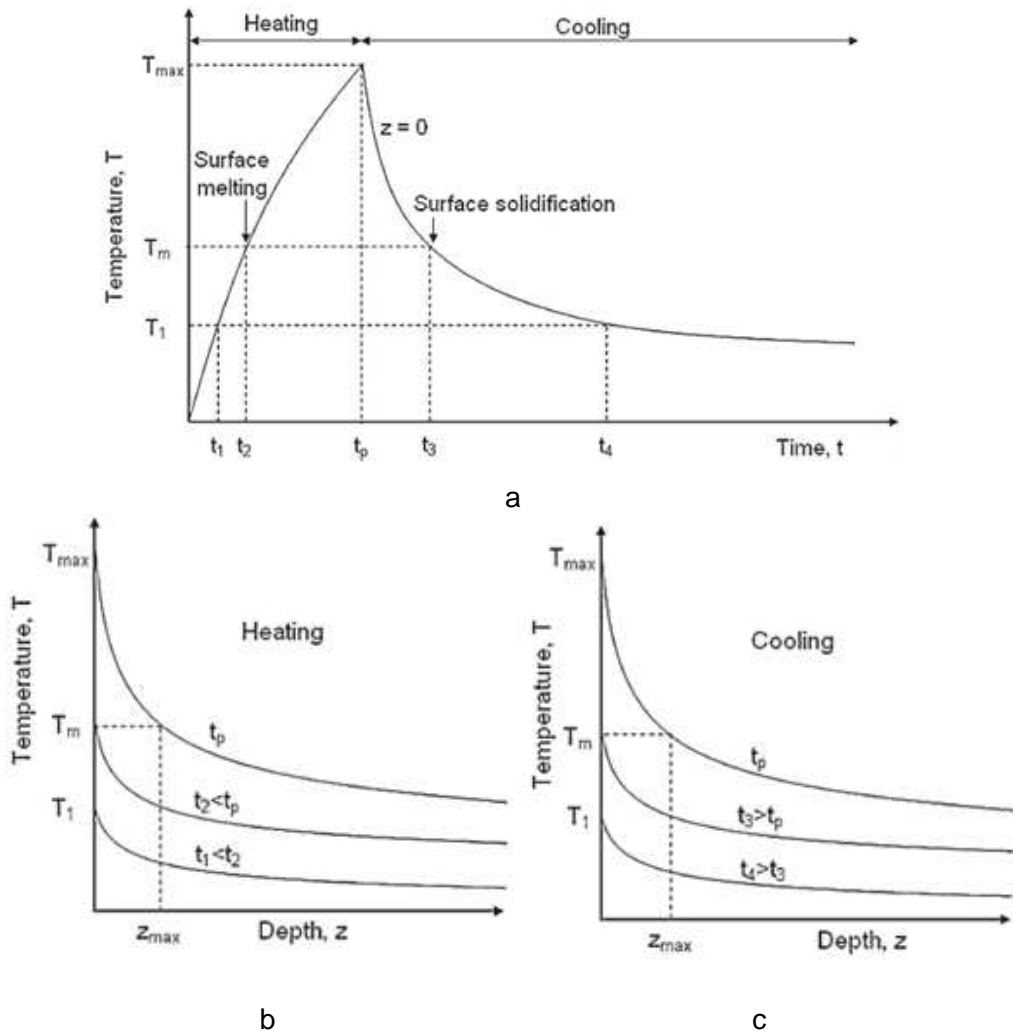 Heating
Cooling
Tmax
z = 0
Surface
melting
Surface solidification
Temperature, T
Tm
T1
t1
t2
tp
t3
t4
Time, t
a
Tmax
Heating
Temperature, T
Tm
tp
t2<tp
T1
t1<t2
zmax
Depth, z
b
Tmax
Cooling
Temperature, T
Tm
tp
t3>tp
T1
t4>t3
zmax
Depth, z
c